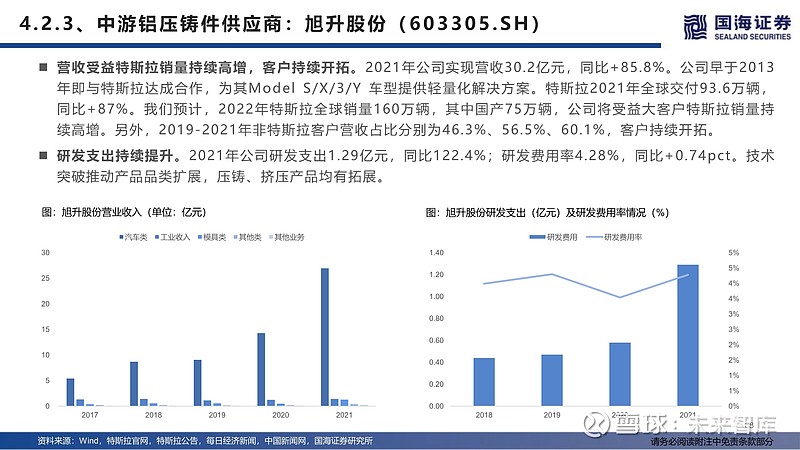 4.2.3、中游铝压铸件供应商：旭升股份（603305.SH）
国海证券
SEALAND SECURITIES
■ 营收受益特斯拉销量持续高增，客户持续开拓。2021年公司实现营收30.2亿元，同比+85.8%。公司早于2013
年即与特斯拉达成合作，为其Model S/X/3/Y 车型提供轻量化解决方案。特斯拉2021年全球交付93.6万辆，
同比+87%。我们预计，2022年特斯拉全球销量160万辆，其中国产75万辆，公司将受益大客户特斯拉销量持
续高增。另外，2019-2021年非特斯拉客户营收占比分别为46.3%、56.5%、60.1%，客户持续开拓。
■ 研发支出持续提升。2021年公司研发支出1.29亿元，同比122.4%；研发费用率4.28%，同比+0.74pct。技术
突破推动产品品类扩展，压铸、挤压产品均有拓展。
图：旭升股份营业收入（单位：亿元）
汽车类 工业收入 模具类 其他类 其他业务
30
25
20
15
10
5
0
2017 2018 2019 2020 2021
图：旭升股份研发支出（亿元）及研发费用率情况（%）
研发费用 研发费用率
1.40
1.20
1.00
0.80
0.60
0.40
0.20
0.00
5%
5%
4%
4%
3%
3%
2%
2%
1%
1%
0%
2018 2019 2020 2021
雪球：未来智库
资料来源：Wind，特斯拉官网，特斯拉公告，每日经济新闻，中国新闻网，国海证券研究所
请务必阅读附注中免责条款部分